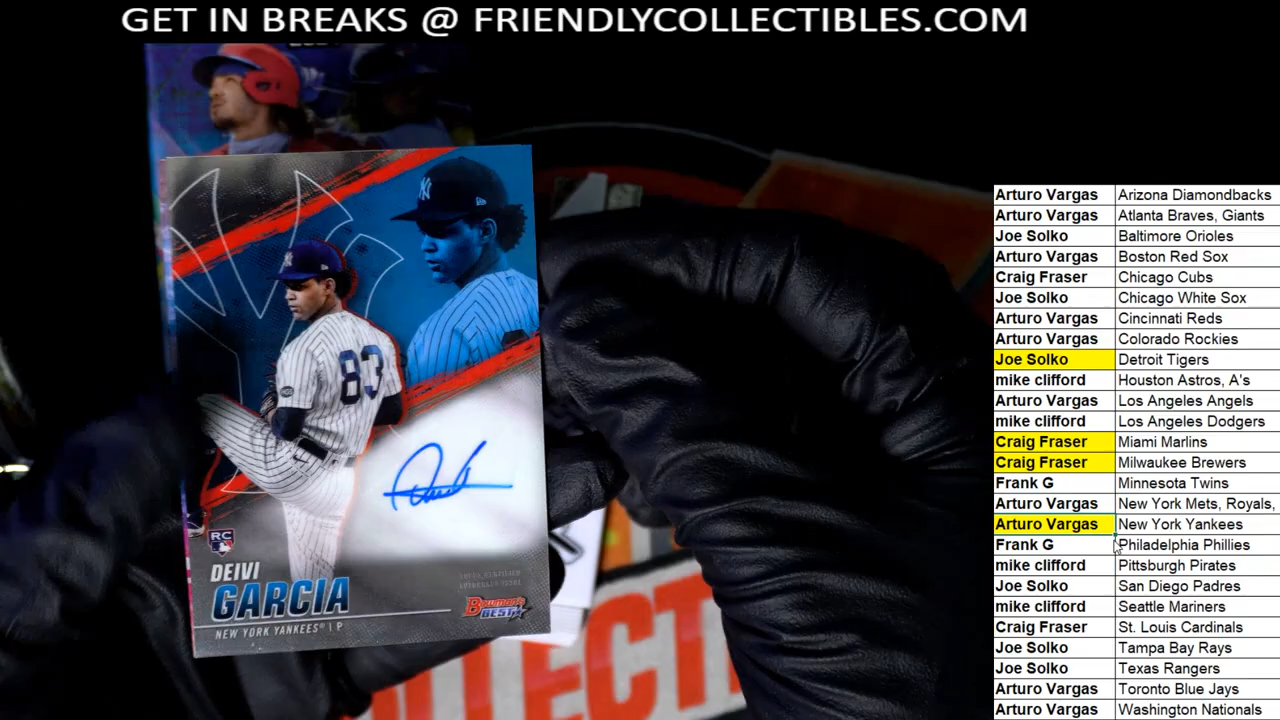 GET IN BREAKS @ FRIENDLYCOLLECTIBLES.COM
83
RC
DEIVI
GARCIA
NEW YORK YANKEES® | P
BOWMAN'S
BEST
LLECT
Arturo Vargas Arizona Diamondbacks
Arturo Vargas Atlanta Braves, Giants
Joe Solko Baltimore Orioles
Arturo Vargas Boston Red Sox
Craig Fraser Chicago Cubs
Joe Solko Chicago White Sox
Arturo Vargas Cincinnati Reds
Arturo Vargas Colorado Rockies
Joe Solko Detroit Tigers
mike clifford Houston Astros, A's
Arturo Vargas Los Angeles Angels
mike clifford Los Angeles Dodgers
Craig Fraser Miami Marlins
Craig Fraser Milwaukee Brewers
Frank G Minnesota Twins
Arturo Vargas New York Mets, Royals,
Arturo Vargas New York Yankees
Frank G Philadelphia Phillies
mike clifford Pittsburgh Pirates
Joe Solko San Diego Padres
mike clifford Seattle Mariners
Craig Fraser St. Louis Cardinals
Joe Solko Tampa Bay Rays
Joe Solko Texas Rangers
Arturo Vargas Toronto Blue Jays
Arturo Vargas Washington Nationals